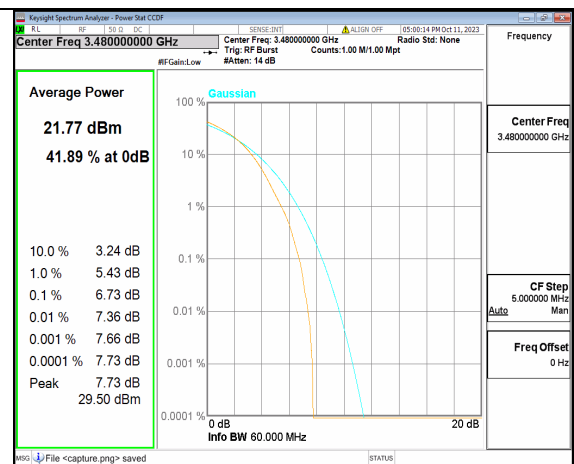 Keysight Spectrum Analyzer - Power Stat CCDF
RL RF 50 Ω DC SENSE:INT ALIGN OFF 05:00:14 PM Oct 11, 2023
Center Freq 3.480000000 GHz
Center Freq: 3.480000000 GHz Radio Std: None
Trig: RF Burst Counts:1.00 M/1.00 Mpt
#IFGain:Low #Atten: 14 dB
Frequency
Average Power
21.77 dBm
41.89 % at 0dB
10.0 % 3.24 dB
1.0 % 5.43 dB
0.1 % 6.73 dB
0.01 % 7.36 dB
0.001 % 7.66 dB
0.0001 % 7.73 dB
Peak 7.73 dB
29.50 dBm
Gaussian
100 %
10 %
1 %
0.1 %
0.01 %
0.001 %
0.0001 %
0 dB 20 dB
Info BW 60.000 MHz
Center Freq
3.480000000 GHz
CF Step
5.000000 MHz
Auto Man
Freq Offset
0 Hz
MSG File <capture.png> saved STATUS